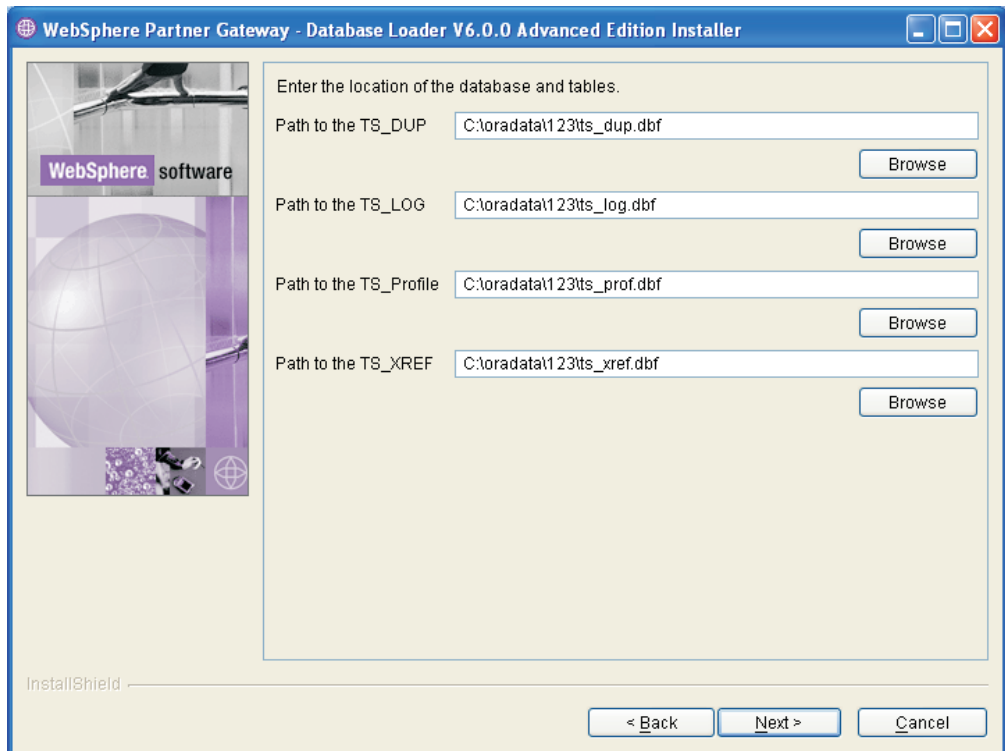 WebSphere Partner Gateway - Database Loader V6.0.0 Advanced Edition Installer
WebSphere. software
Enter the location of the database and tables.
Path to the TS_DUP C:\oradata\123\ts_dup.dbf
Browse
Path to the TS_LOG C:\oradata\123\ts_log.dbf
Browse
Path to the TS_Profile C:\oradata\123\ts_prof.dbf
Browse
Path to the TS_XREF C:\oradata\123\ts_xref.dbf
Browse
InstallShield
< Back Next > Cancel